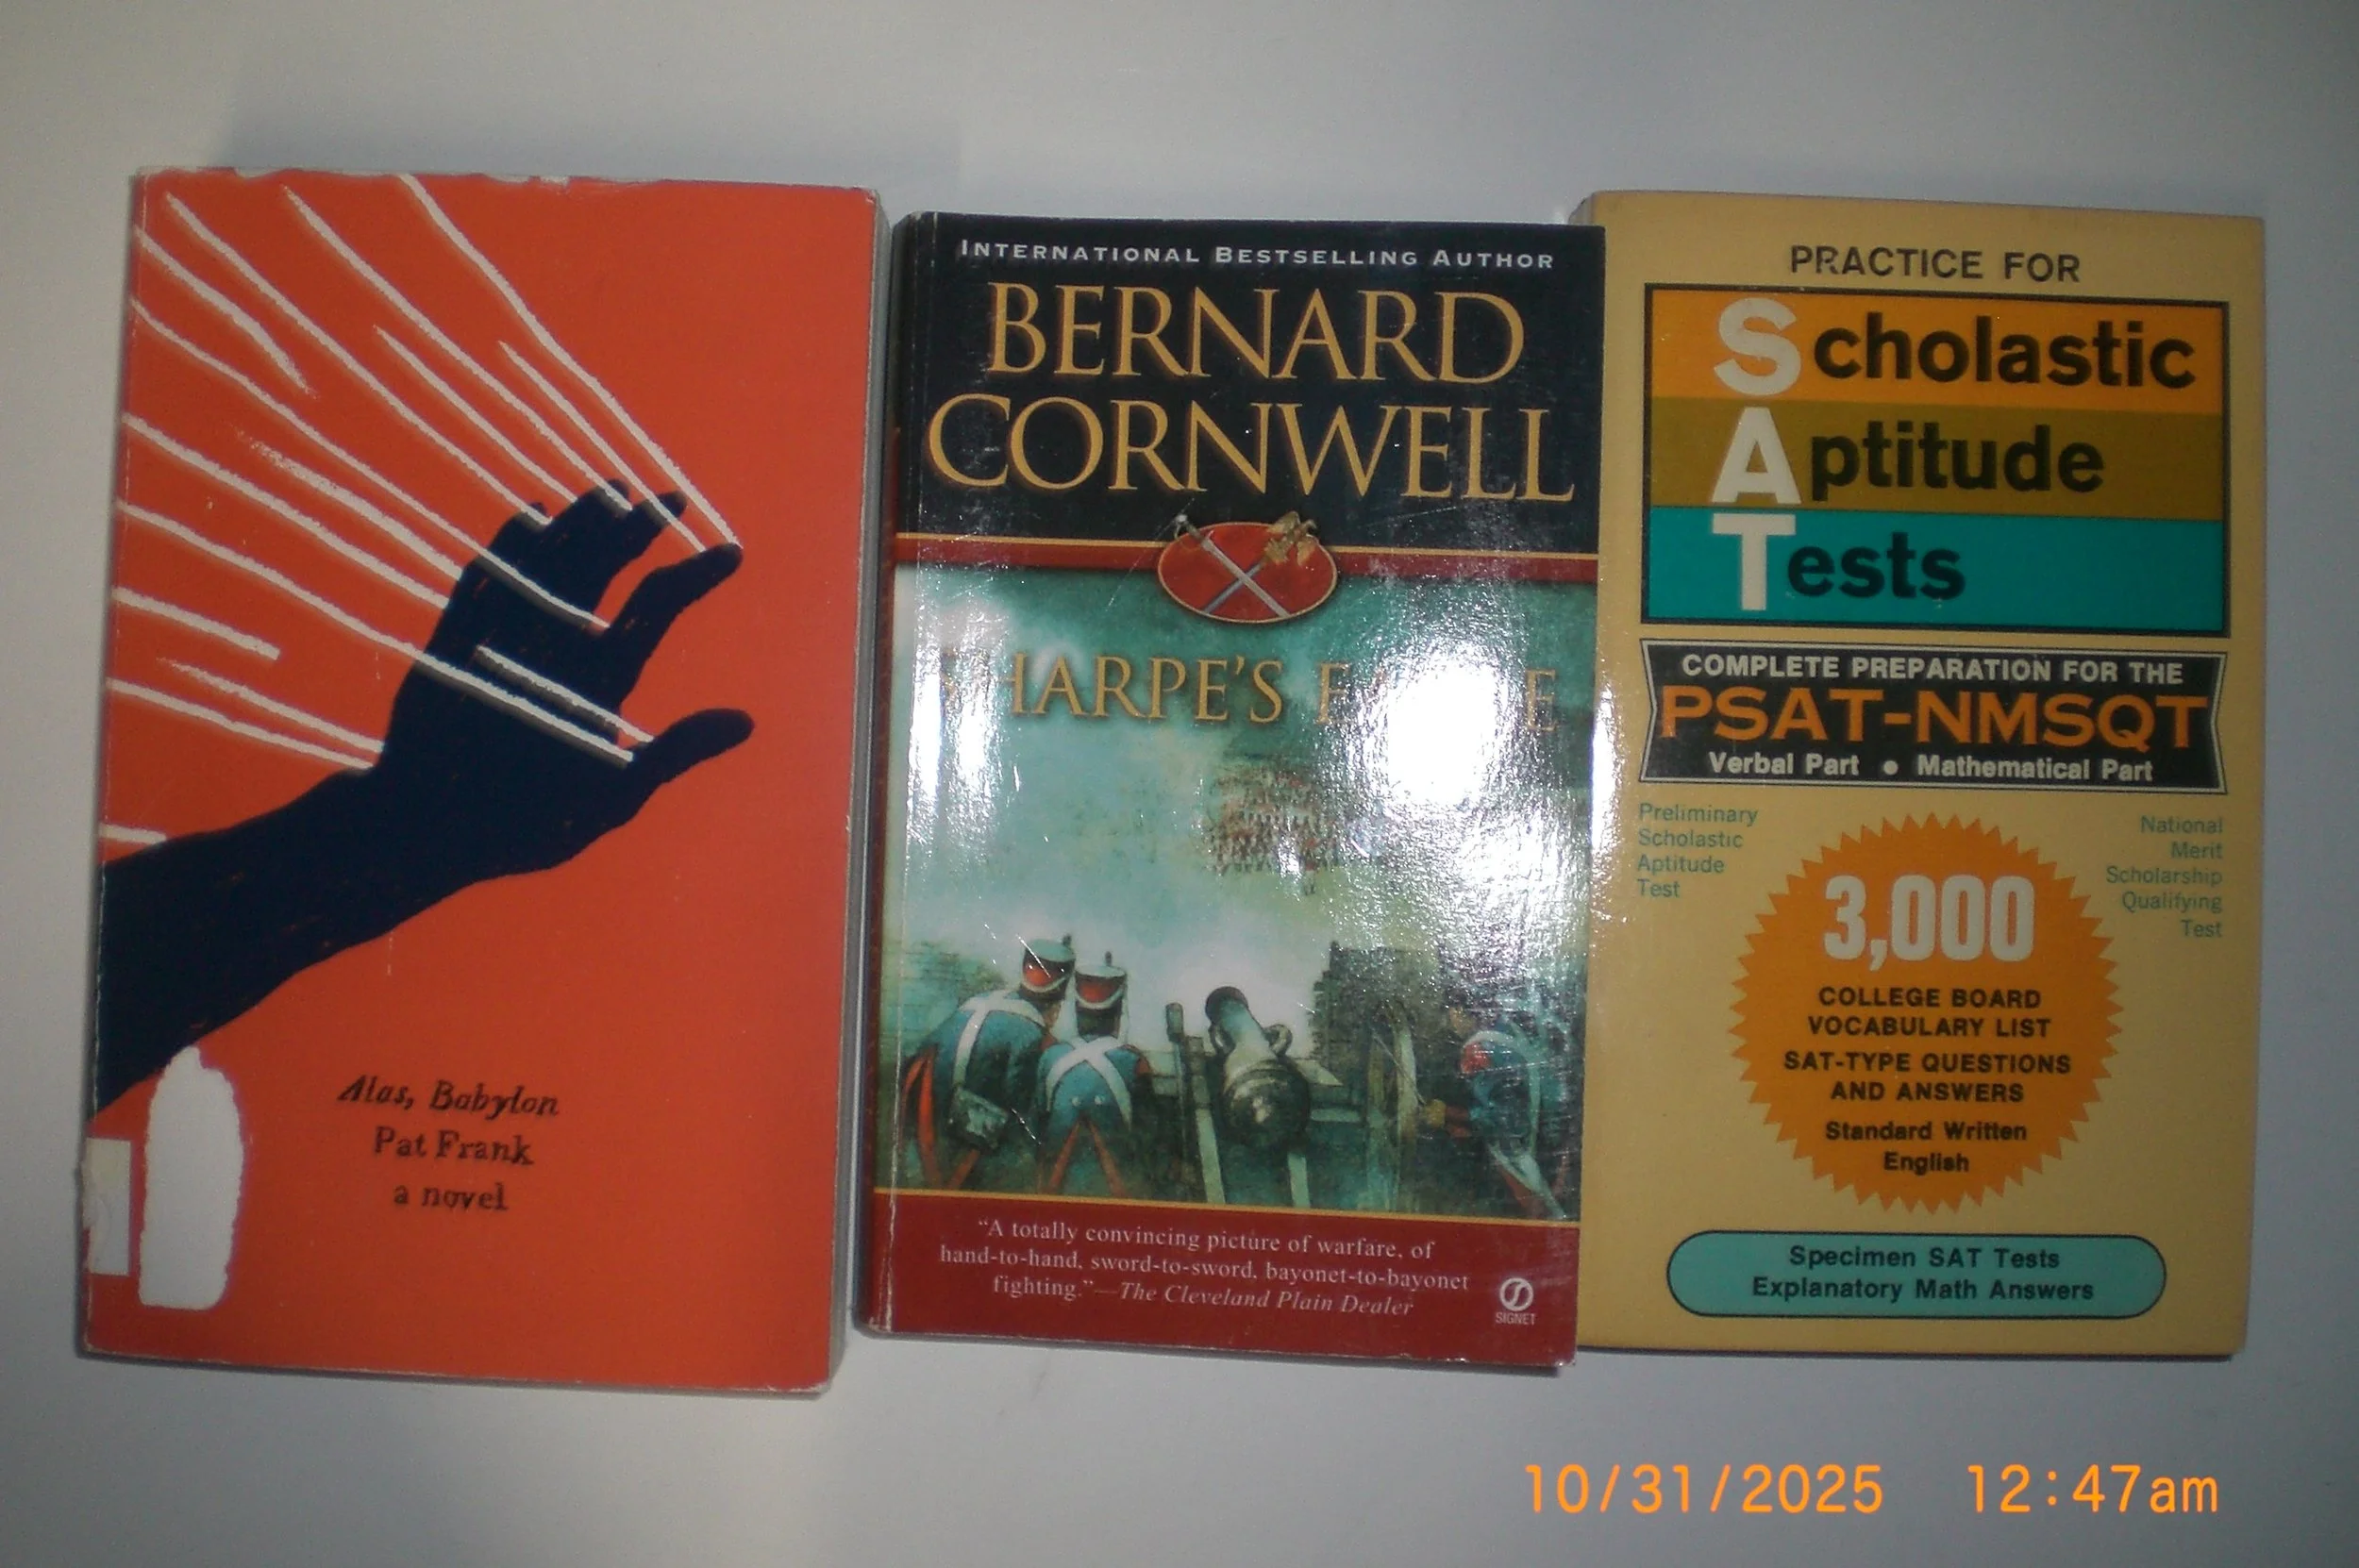 Alas, Babylon
Pat Frank
a novel
INTERNATIONAL BESTSELLING AUTHOR
BERNARD
CORNWELL
SHARPE'S EAGLE
"A totally convincing picture of warfare, of
hand-to-hand, sword-to-sword, bayonet-to-bayonet
fighting."—The Cleveland Plain Dealer
SIGNET
PRACTICE FOR
Scholastic
Aptitude
Tests
COMPLETE PREPARATION FOR THE
PSAT-NMSQT
Verbal Part • Mathematical Part
Preliminary
Scholastic
Aptitude
Test
National
Merit
Scholarship
Qualifying
Test
3,000
COLLEGE BOARD
VOCABULARY LIST
SAT-TYPE QUESTIONS
AND ANSWERS
Standard Written
English
Specimen SAT Tests
Explanatory Math Answers
10/31/2025 12:47am